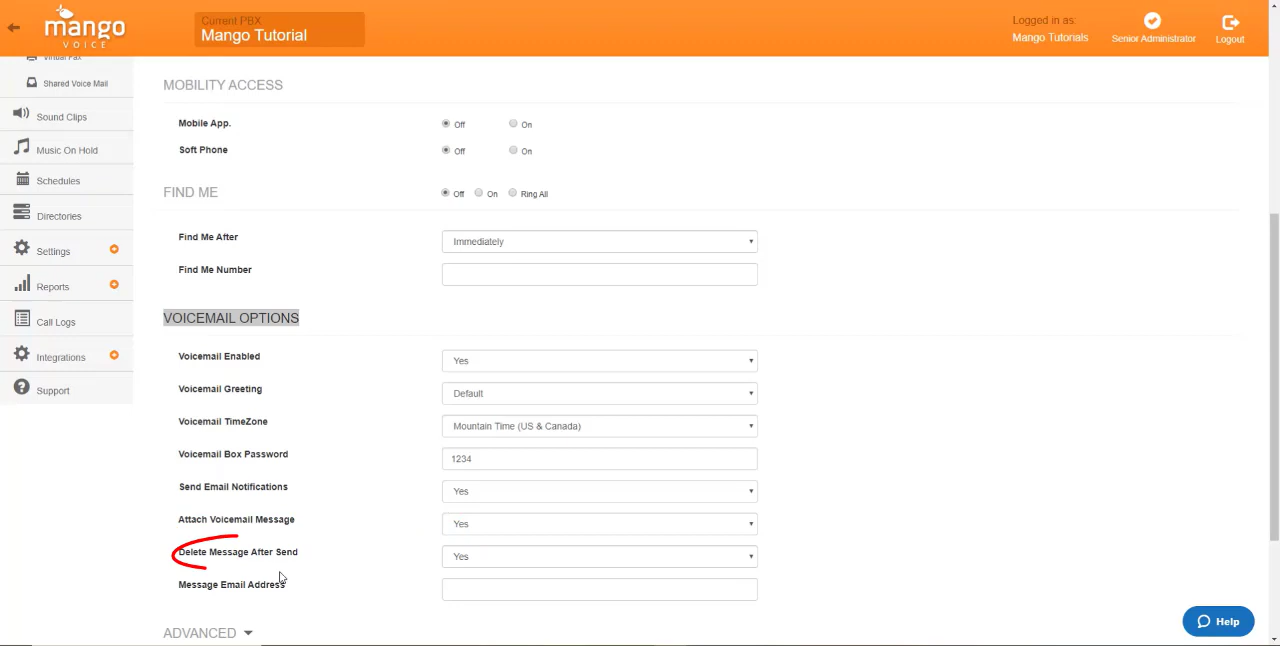 mango
VOICE
Current PBX
Mango Tutorial
Logged in as:
Mango Tutorials
Senior Administrator
Logout
Virtual Fax
Shared Voice Mail
Sound Clips
Music On Hold
Schedules
Directories
Settings
Reports
Call Logs
Integrations
Support
MOBILITY ACCESS
Mobile App. Off On
Soft Phone Off On
FIND ME Off On Ring All
Find Me After Immediately
Find Me Number
VOICEMAIL OPTIONS
Voicemail Enabled Yes
Voicemail Greeting Default
Voicemail TimeZone Mountain Time (US & Canada)
Voicemail Box Password 1234
Send Email Notifications Yes
Attach Voicemail Message Yes
Delete Message After Send Yes
Message Email Address
ADVANCED
Help